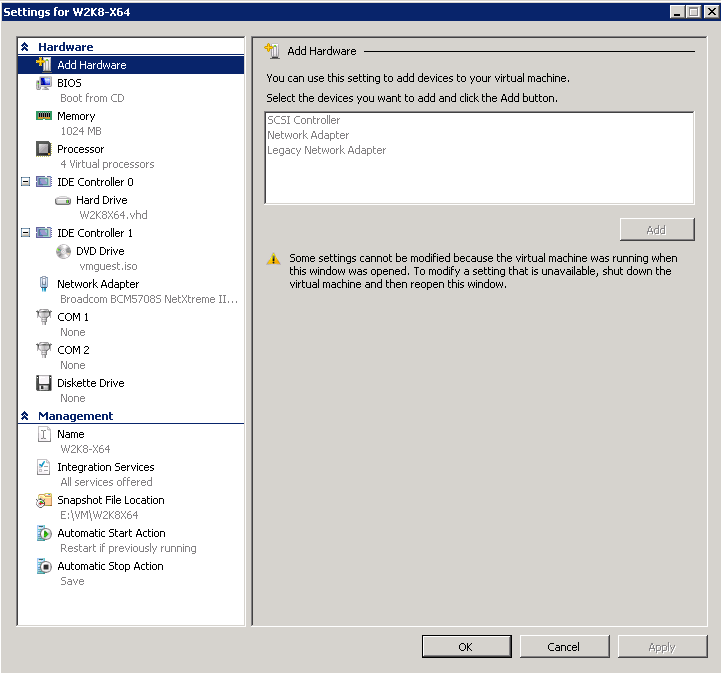 Settings for W2K8-X64
Hardware
Add Hardware
BIOS
Boot from CD
Memory
1024 MB
Processor
4 Virtual processors
IDE Controller 0
Hard Drive
W2K8X64.vhd
IDE Controller 1
DVD Drive
vmguest.iso
Network Adapter
Broadcom BCM5708S NetXtreme II...
COM 1
None
COM 2
None
Diskette Drive
None
Management
Name
W2K8-X64
Integration Services
All services offered
Snapshot File Location
E:\VM\W2K8X64
Automatic Start Action
Restart if previously running
Automatic Stop Action
Save
Add Hardware
You can use this setting to add devices to your virtual machine.
Select the devices you want to add and click the Add button.
SCSI Controller
Network Adapter
Legacy Network Adapter
Add
Some settings cannot be modified because the virtual machine was running when
this window was opened. To modify a setting that is unavailable, shut down the
virtual machine and then reopen this window.
OK
Cancel
Apply